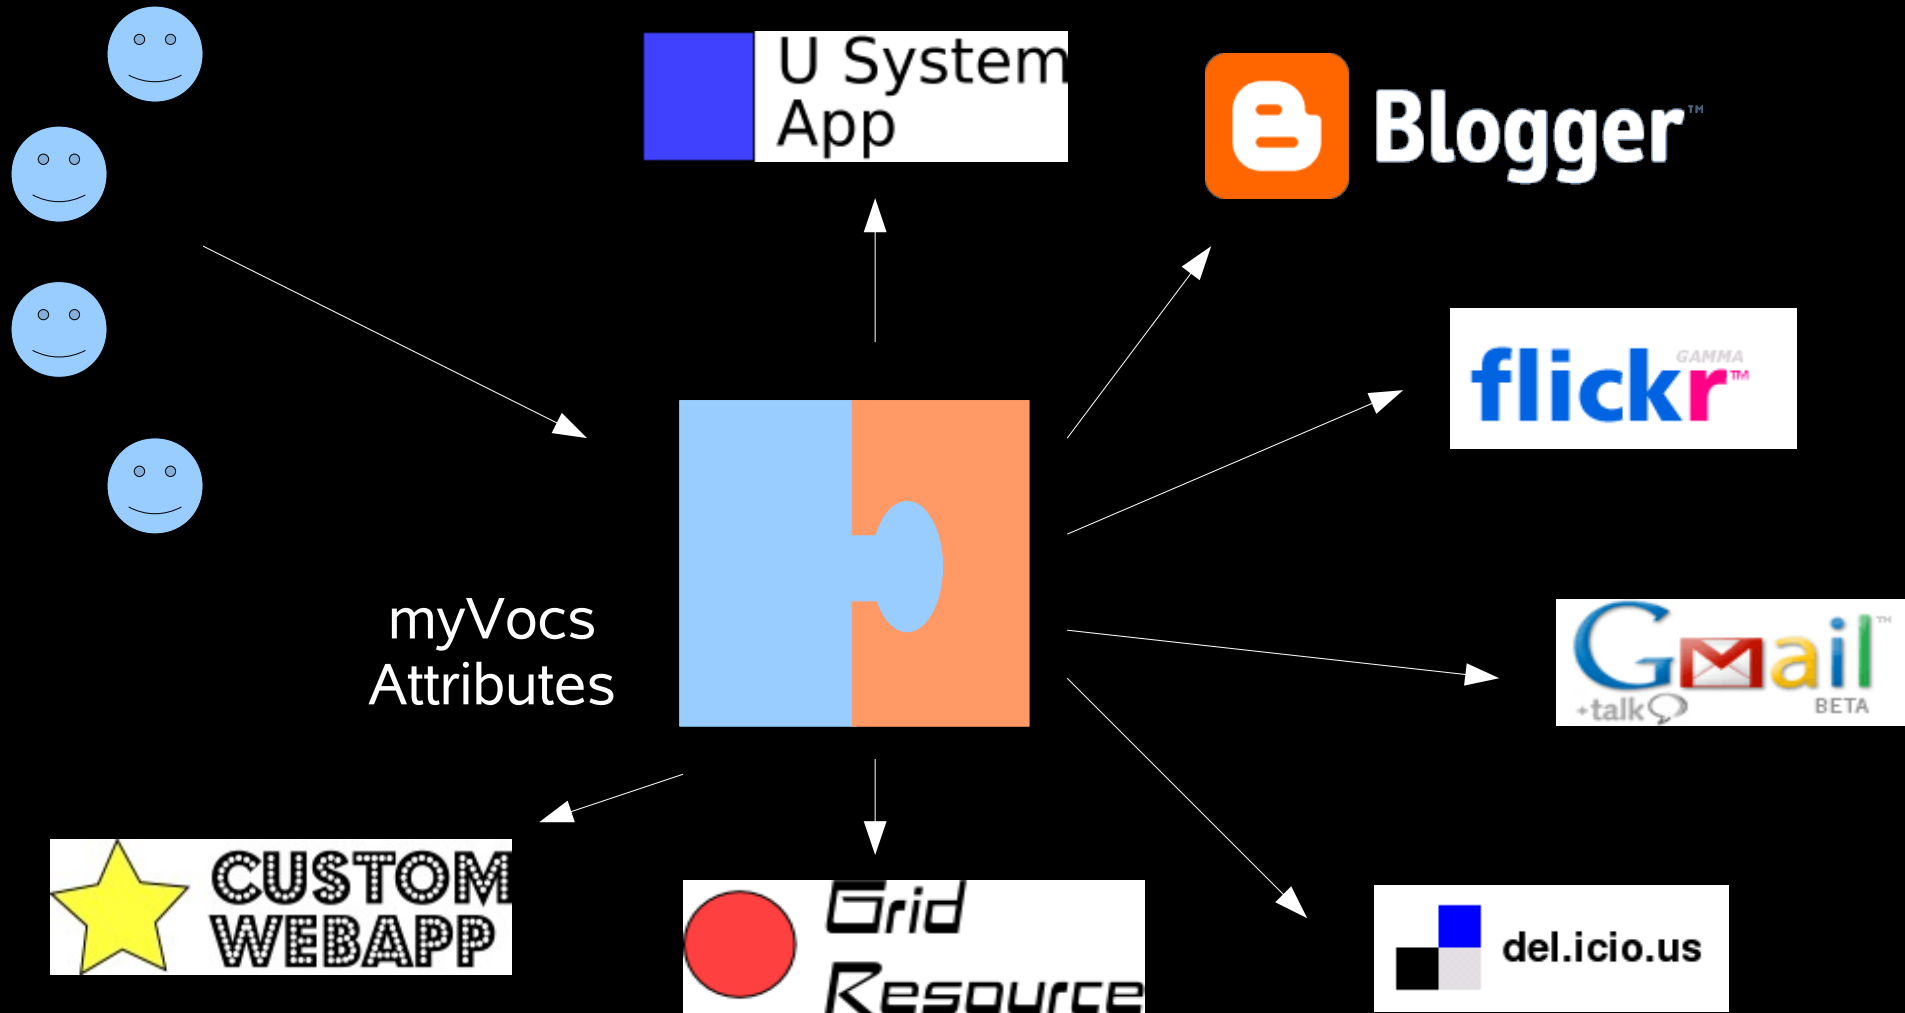 U System
App
Blogger™
GAMMA
flickr™
Gmail™
+talk
BETA
myVocs
Attributes
CUSTOM
WEBAPP
Grid
Resource
del.icio.us